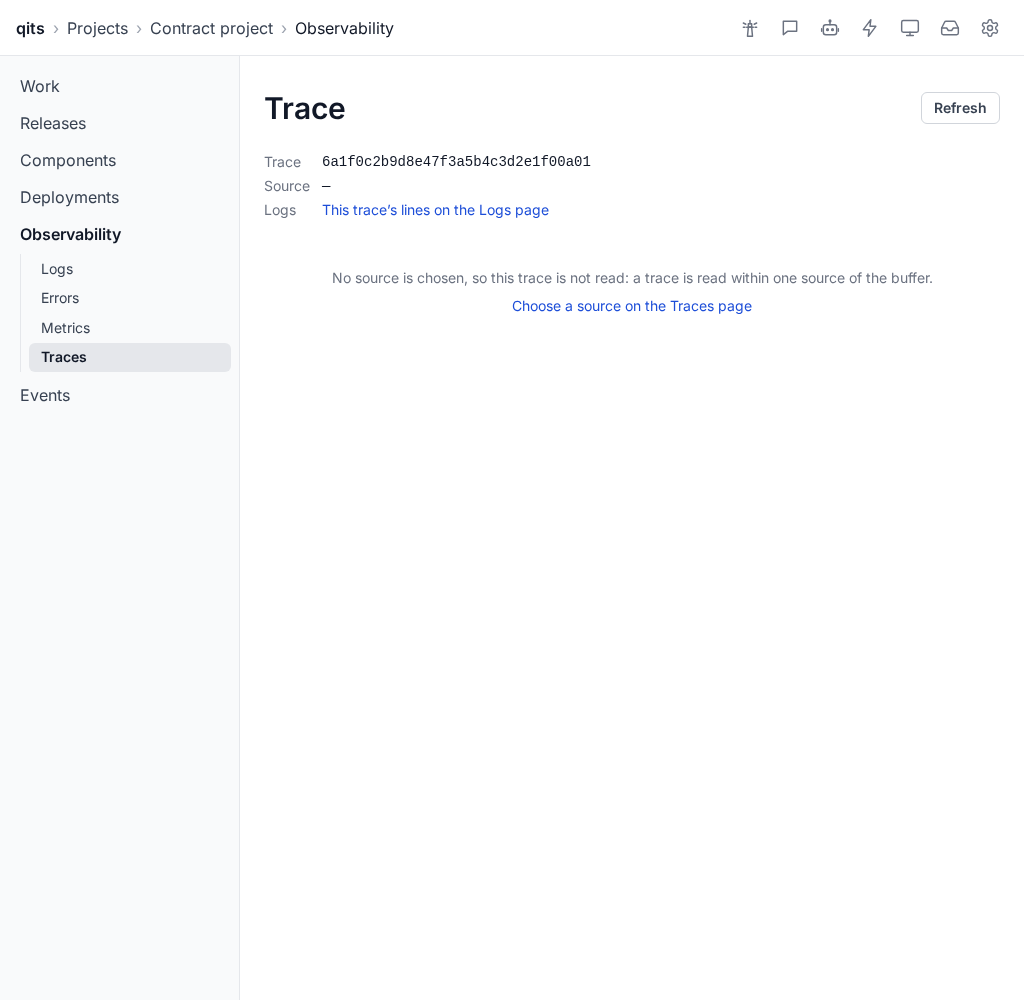 qits › Projects › Contract project › Observability
Work
Releases
Components
Deployments
Observability
Logs
Errors
Metrics
Traces
Events
Trace
Refresh
Trace 6a1f0c2b9d8e47f3a5b4c3d2e1f00a01
Source —
Logs This trace’s lines on the Logs page
No source is chosen, so this trace is not read: a trace is read within one source of the buffer.
Choose a source on the Traces page